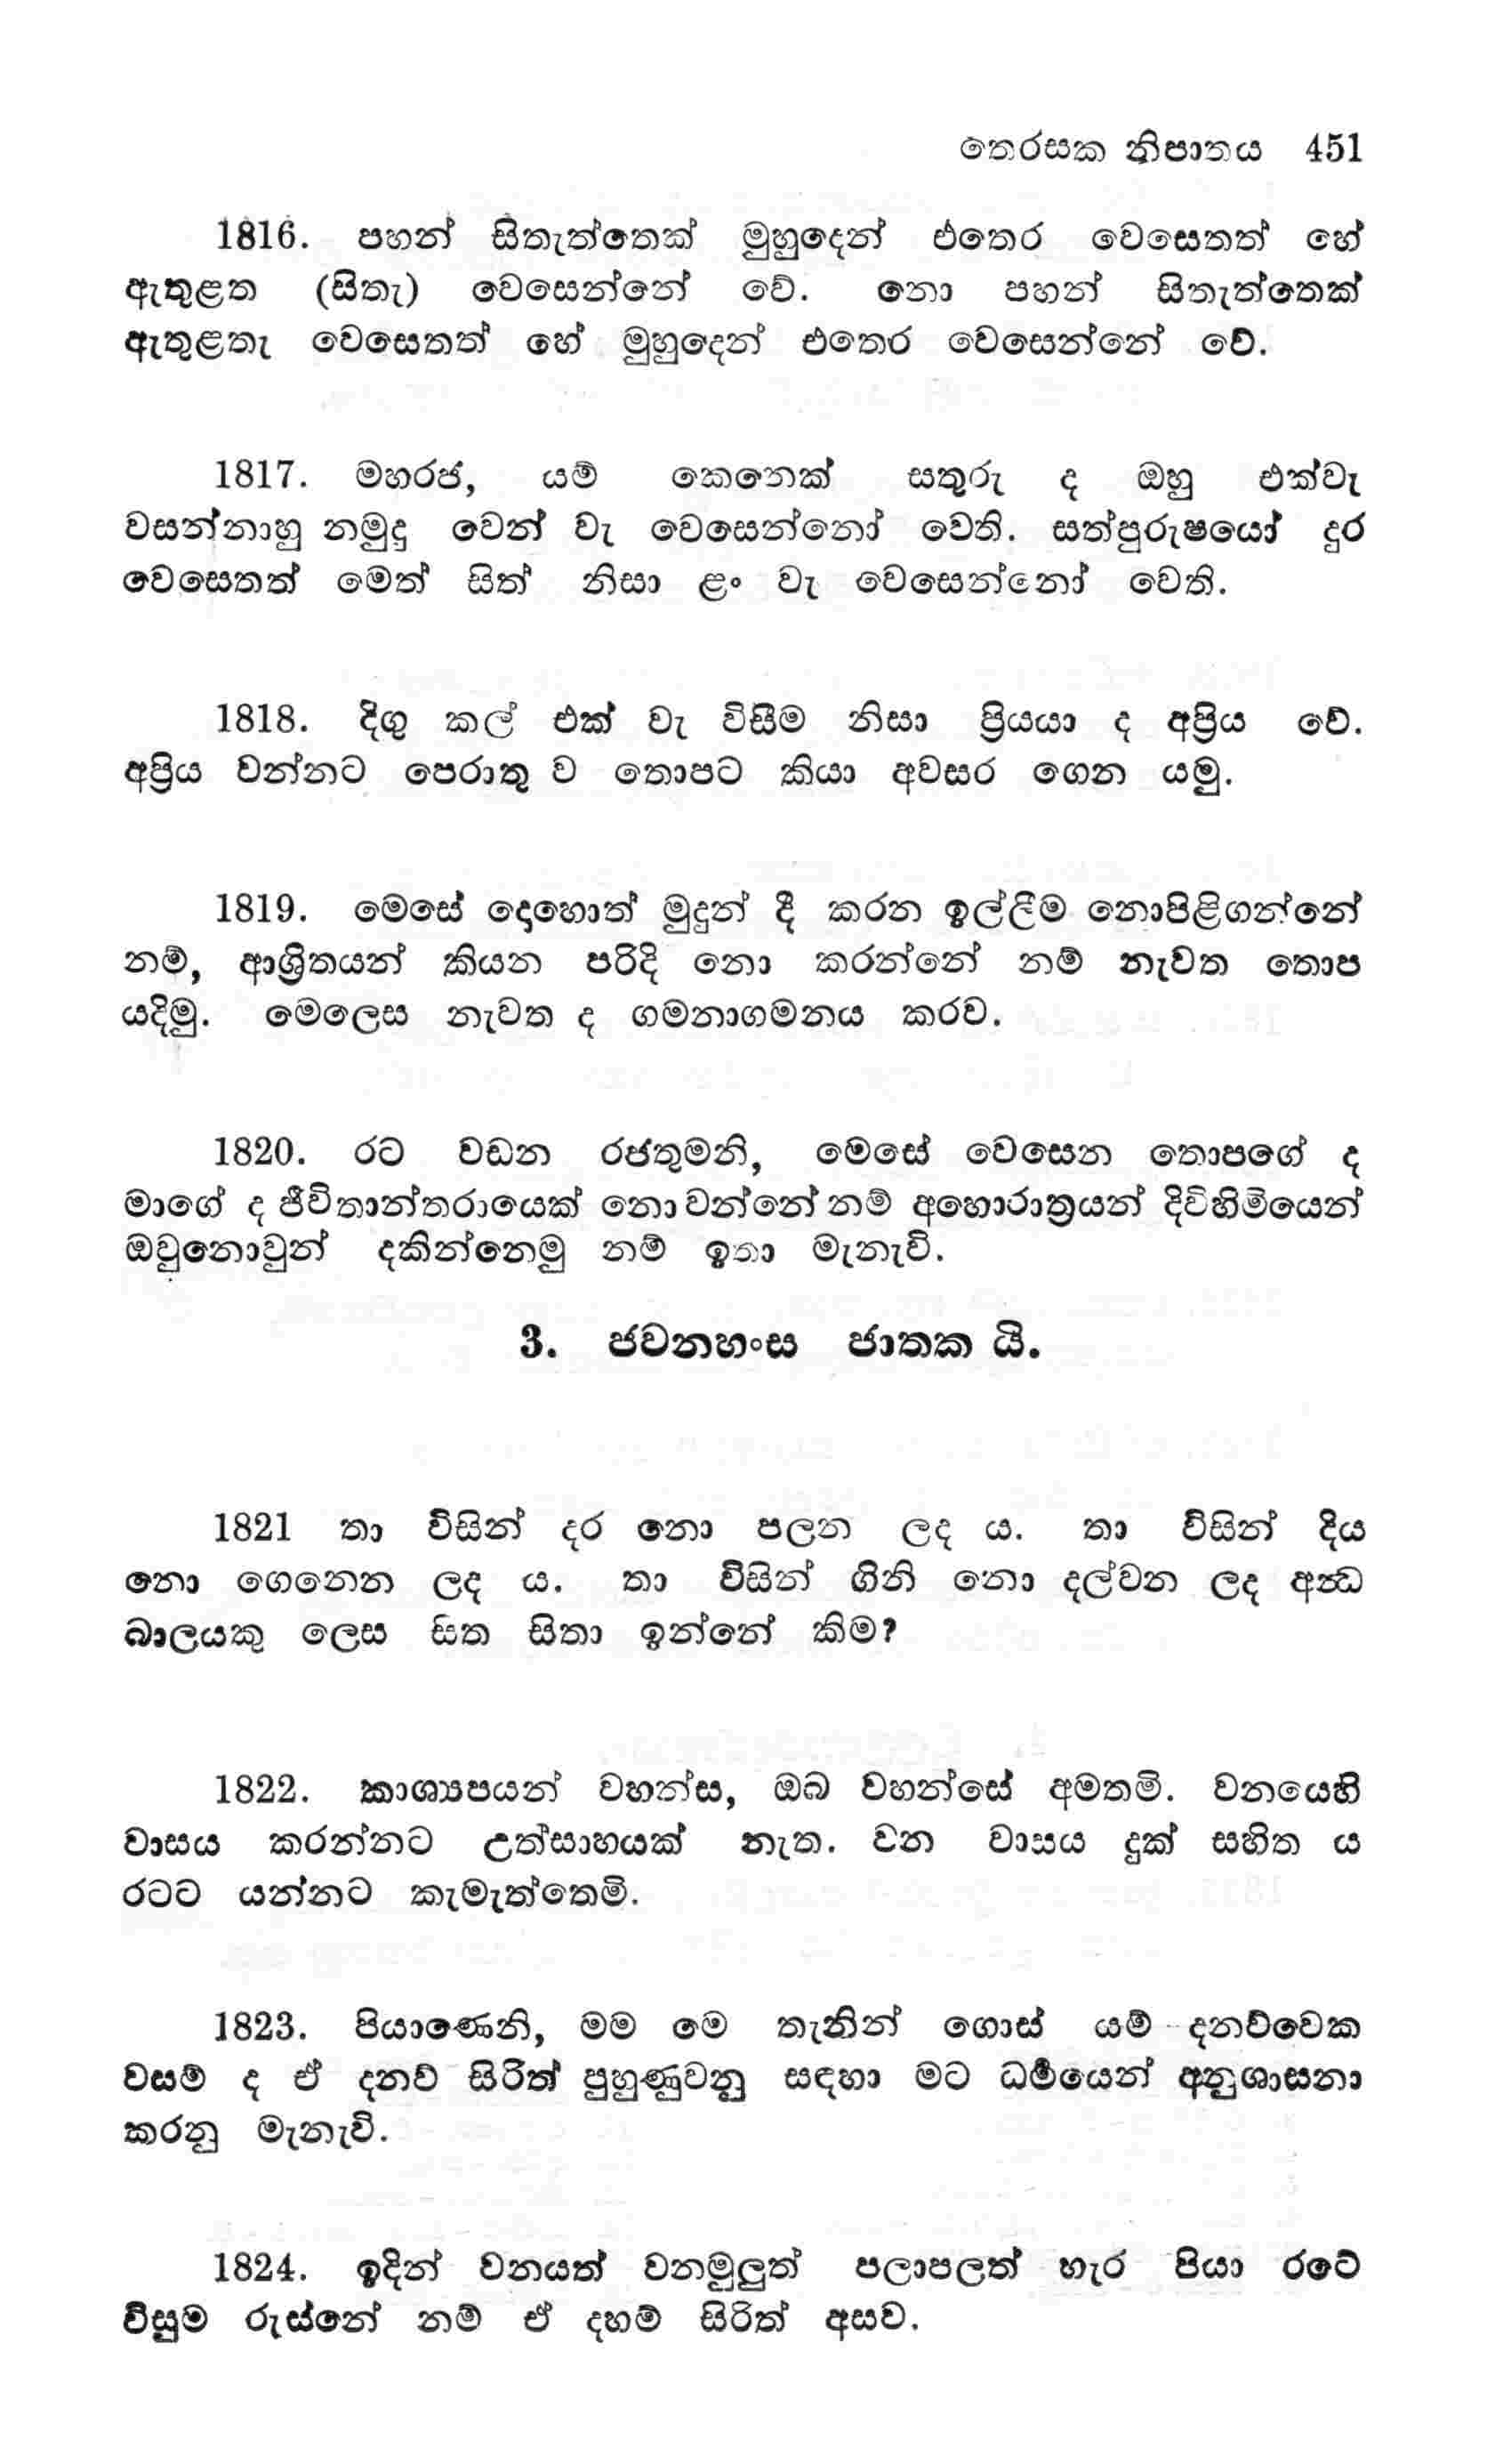 තෙරසක නිපාතය 451
1816. පහන් සිතැත්තෙක් මුහුදෙන් එතෙර වෙසෙතත් හේ
ඇතුළත (සිතැ) වෙසෙන්නේ වේ. නො පහන් සිතැත්තෙක්
ඇතුළතැ වෙසෙතත් හේ මුහුදෙන් එතෙර වෙසෙන්නේ වේ.
1817. මහරජ, යම් කෙනෙක් සතුරු ද ඔහු එක්වැ
වසන්නාහු නමුදු වෙන් වැ වෙසෙන්නෝ වෙති. සත්පුරුෂයෝ දුර
වෙසෙතත් මෙත් සිත් නිසා ළං වැ වෙසෙන්නෝ වෙති.
1818. දිගු කල් එක් වැ විසීම නිසා ප්‍රියයා ද අප්‍රිය වේ.
අප්‍රිය වන්නට පෙරාතු ව තොපට කියා අවසර ගෙන යමු.
1819. මෙසේ දොහොත් මුදුන් දී කරන ඉල්ලීම නොපිළිගන්නේ
නම්, ආශ්‍රිතයන් කියන පරිදි නො කරන්නේ නම් නැවත තොප
යදිමු. මෙලෙස නැවත ද ගමනාගමනය කරව.
1820. රට වඩන රජතුමනි, මෙසේ වෙසෙන තොපගේ ද
මාගේ ද ජීවිතාන්තරායෙක් නො වන්නේ නම් අහොරාත්‍රයන් දිවිහිමියෙන්
ඔවුනොවුන් දකින්නෙමු නම් ඉතා මැනැවි.
3. ජවනහංස ජාතක යි.
1821 තා විසින් දර නො පලන ලද ය. තා විසින් දිය
නො ගෙනෙන ලද ය. තා විසින් ගිනි නො දල්වන ලද අන්‍ධ
බාලයකු ලෙස සිත සිතා ඉන්නේ කිම?
1822. කාශ්‍යපයන් වහන්ස, ඔබ වහන්සේ අමතමි. වනයෙහි
වාසය කරන්නට උත්සාහයක් නැත. වන වාසය දුක් සහිත ය
රටට යන්නට කැමැත්තෙමි.
1823. පියාණෙනි, මම මෙ තැනින් ගොස් යම් දනව්වෙක
වසම් ද ඒ දනව් සිරිත් පුහුණුවනු සඳහා මට ධර්‍මයෙන් අනුශාසනා
කරනු මැනැවි.
1824. ඉදින් වනයත් වනමුලුත් පලාපලත් හැර පියා රටේ
විසුම රුස්නේ නම් ඒ දහම් සිරිත් අසව.